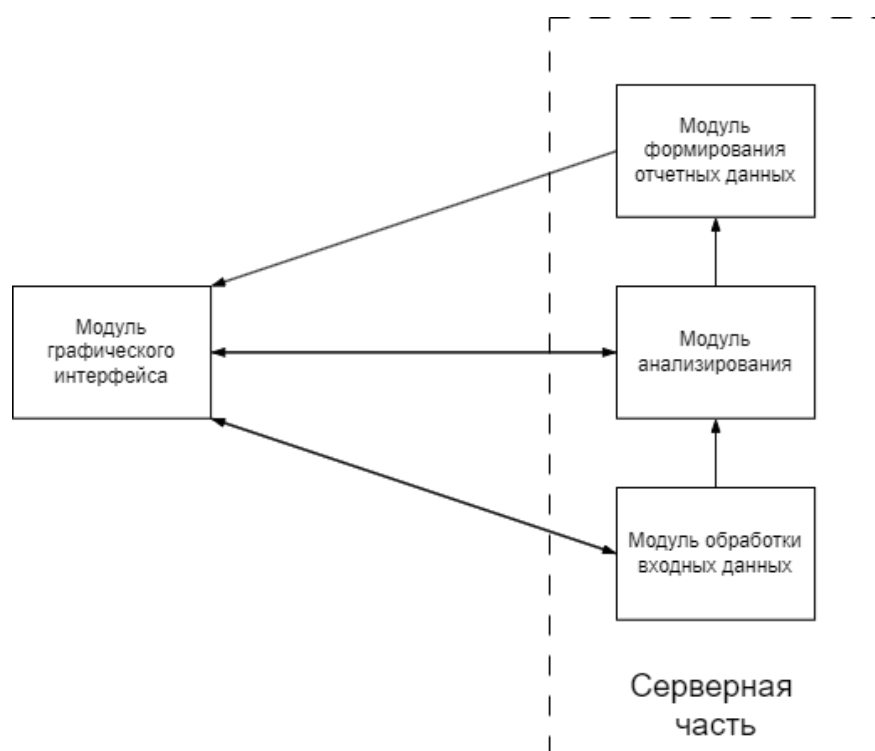 Модуль
формирования
отчетных данных
Модуль
графического
интерфейса
Модуль
анализирования
Модуль обработки
входных данных
Серверная
часть